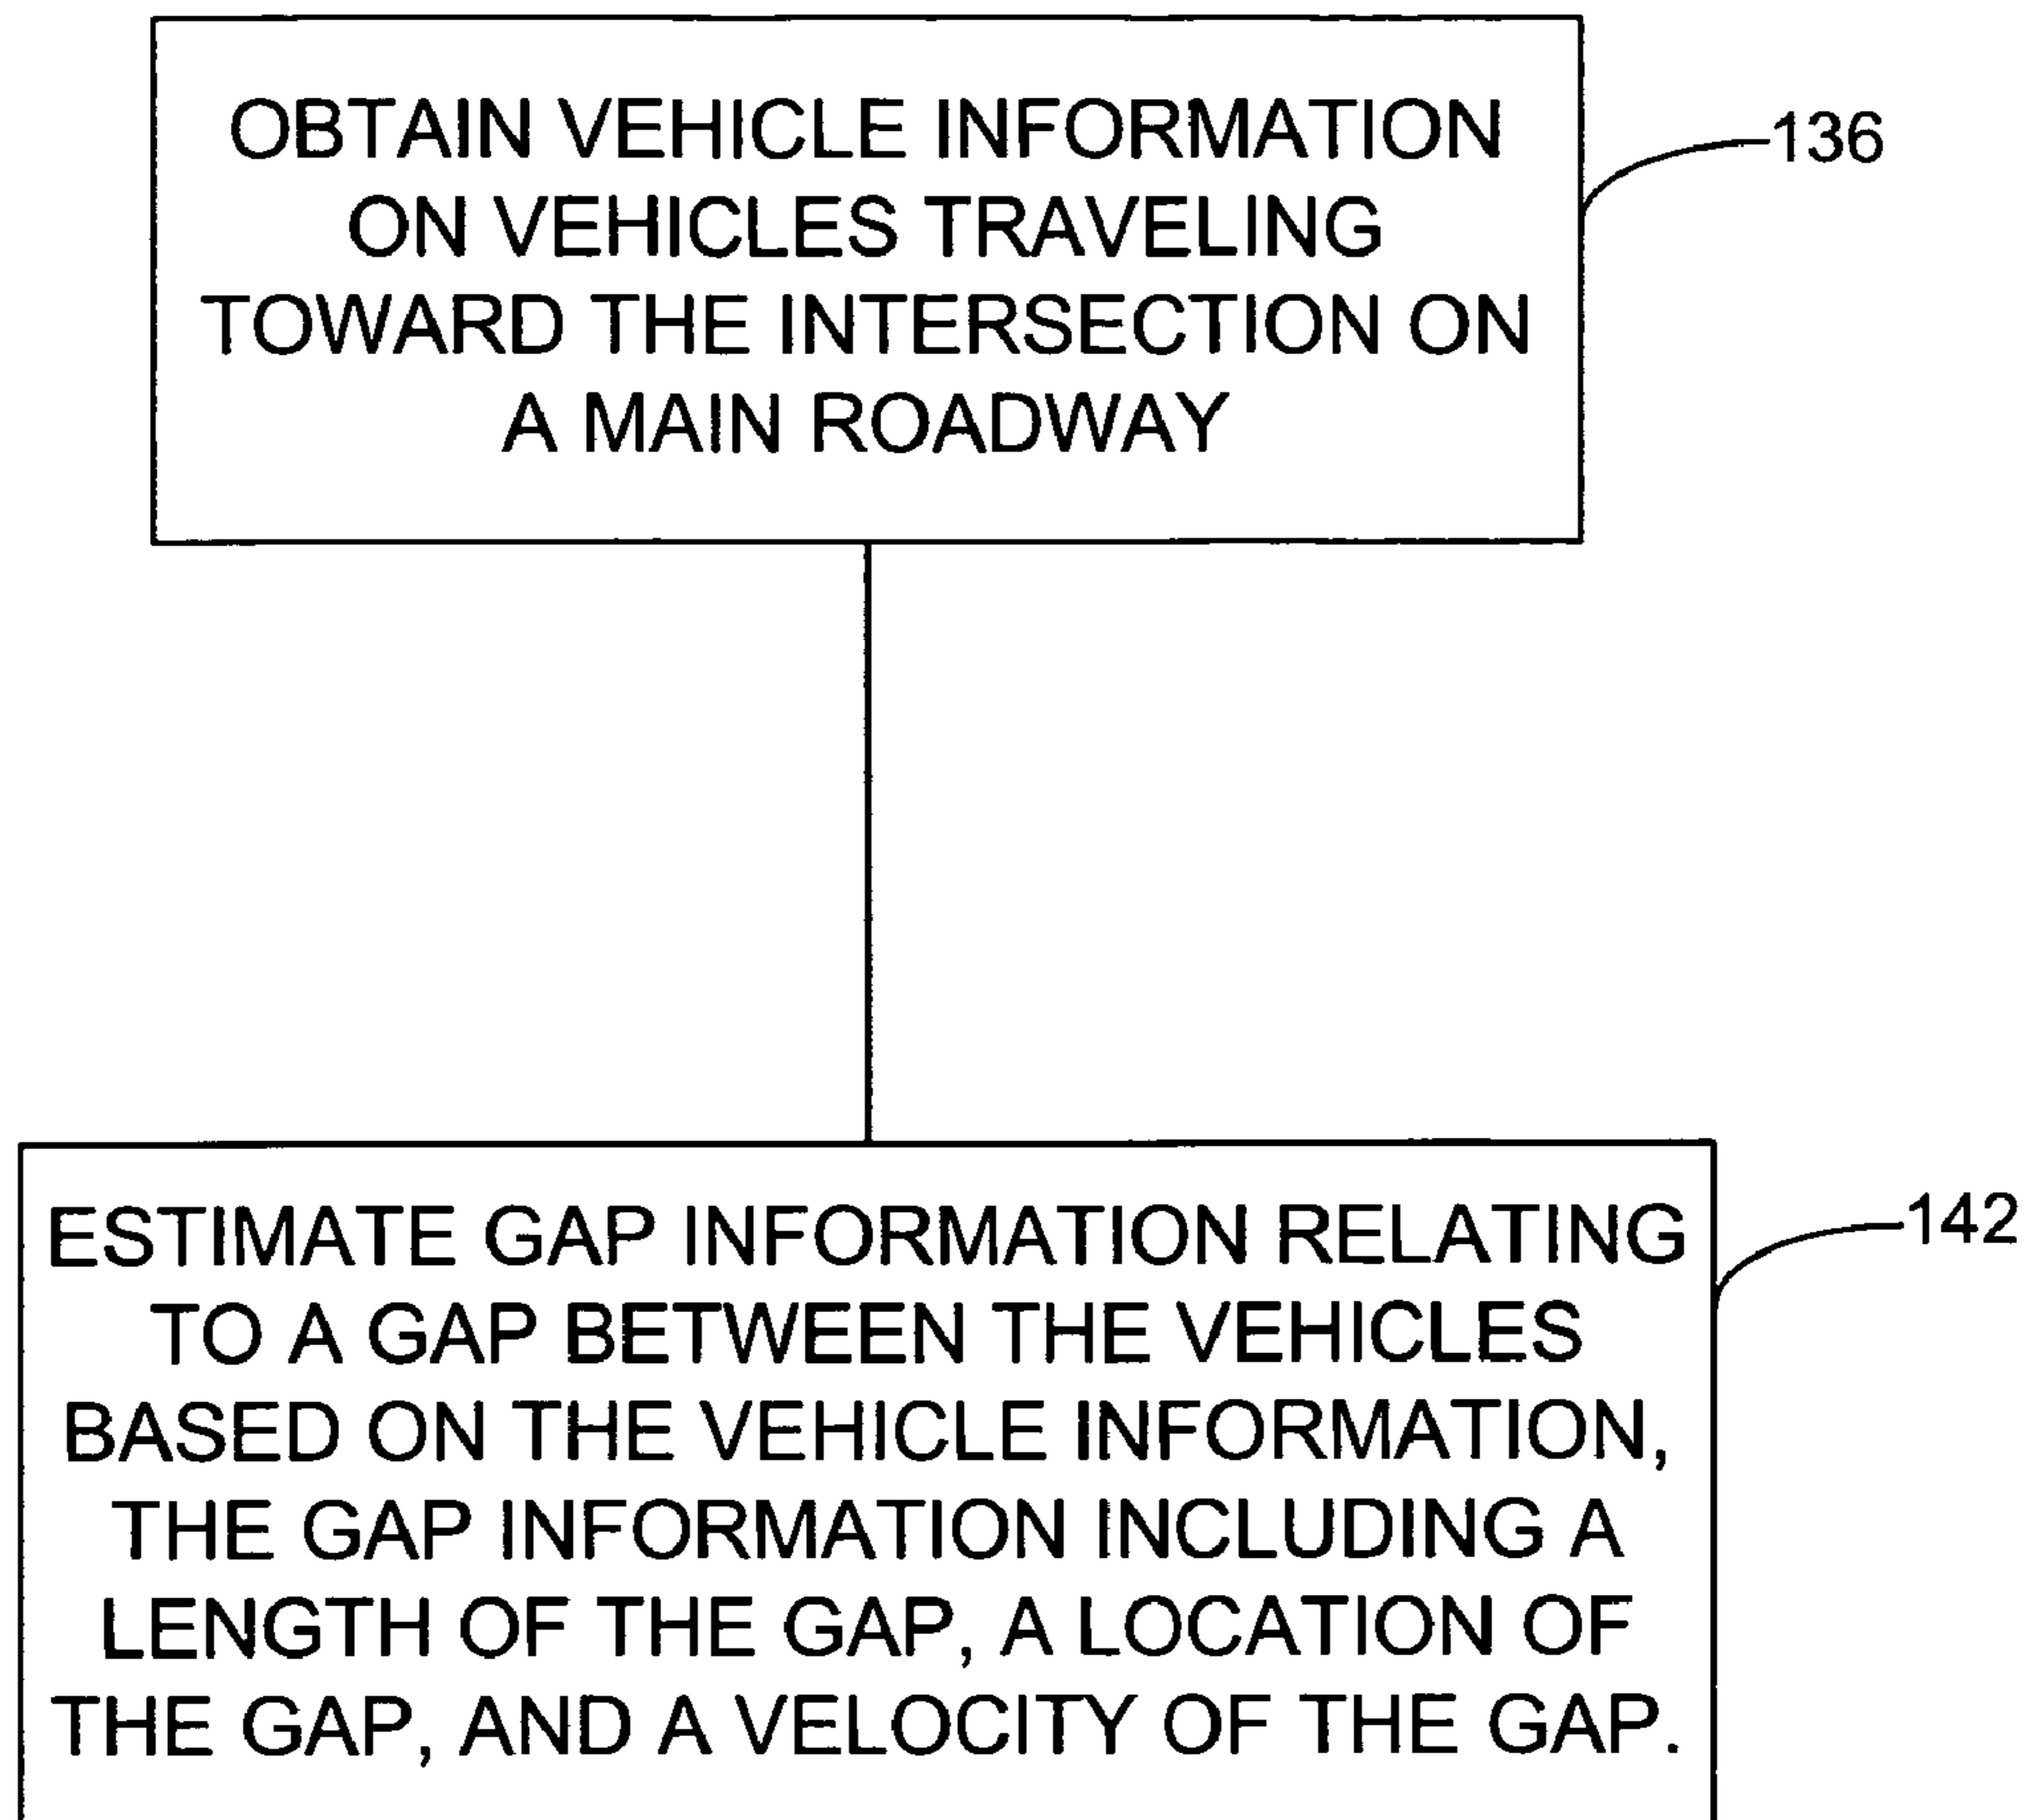 OBTAIN VEHICLE INFORMATION
ON VEHICLES TRAVELING
TOWARD THE INTERSECTION ON
A MAIN ROADWAY
136
ESTIMATE GAP INFORMATION RELATING
TO A GAP BETWEEN THE VEHICLES
BASED ON THE VEHICLE INFORMATION,
THE GAP INFORMATION INCLUDING A
LENGTH OF THE GAP, A LOCATION OF
THE GAP, AND A VELOCITY OF THE GAP.
142